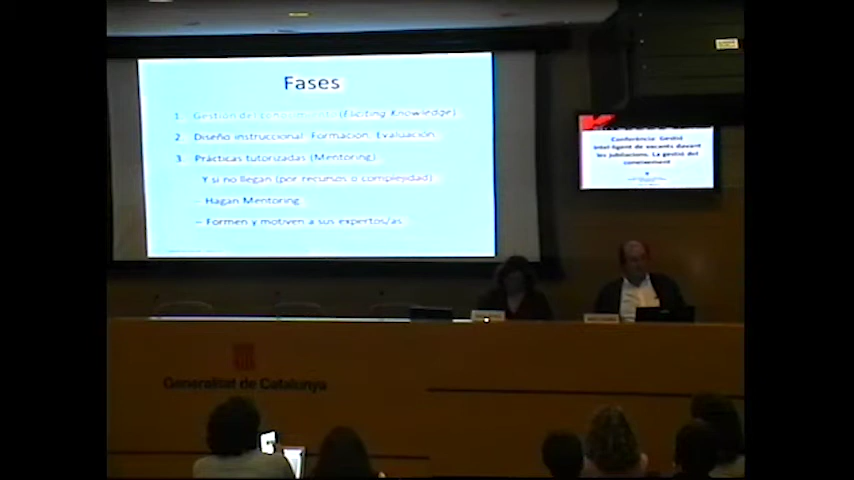 Fases
1. Gestión del Conocimiento (Eliciting Knowledge)
2. Diseño instruccional. Formación. Evaluación
3. Prácticas tutorizadas (Mentoring)
Y si no llegan (por recursos o complejidad)
– Hagan Mentoring
– Formen y motiven a sus expertos/as
Conferència: Gestió
intel·ligent de vacants davant
les jubilacions. La gestió del
coneixement
Generalitat de Catalunya